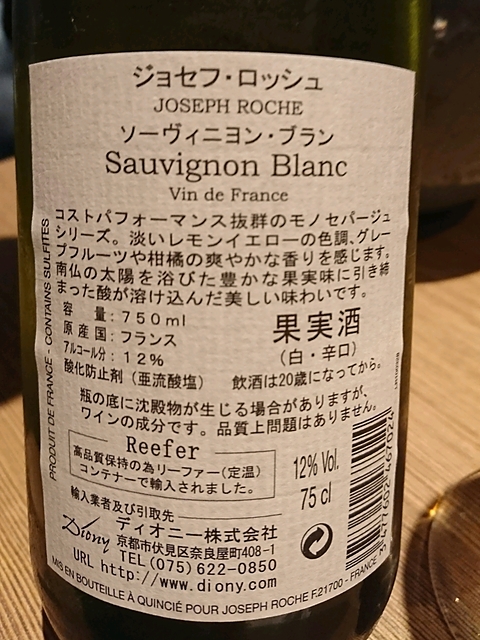 ジョセフ・ロッシュ
JOSEPH ROCHE
ソーヴィニヨン・ブラン
Sauvignon Blanc
Vin de France
コストパフォーマンス抜群のモノセパージュ
シリーズ。淡いレモンイエローの色調、グレー
プフルーツや柑橘の爽やかな香りを感じます。
南仏の太陽を浴びた豊かな果実味に引き締
まった酸が溶け込んだ美しい味わいです。
容 量:750ml
原産国:フランス
アルコール分:12%
酸化防止剤(亜硫酸塩)
果実酒
(白・辛口)
飲酒は20歳になってから。
瓶の底に沈殿物が生じる場合がありますが、
ワインの成分です。品質上問題はありません。
Reefer
高品質保持の為リーファー(定温)
コンテナーで輸入されました。
12% Vol.
75 cl
輸入業者及び引取先
Diony ディオニー株式会社
京都市伏見区奈良屋町408-1
TEL(075)622-0850
URL http://www.diony.com
MIS EN BOUTEILLE À QUINCIÉ POUR JOSEPH ROCHE F.21700 - FRANCE
PRODUIT DE FRANCE - CONTAINS SULFITES